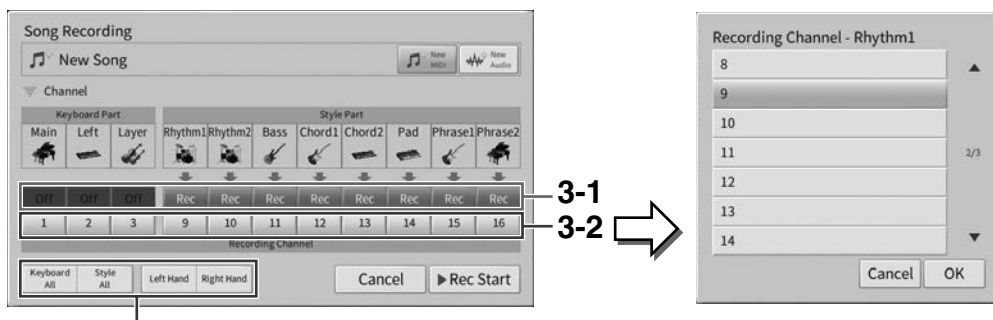 Song Recording
New Song
New MIDI
New Audio
Channel
Keyboard Part
Style Part
Main Left Layer Rhythm1 Rhythm2 Bass Chord1 Chord2 Pad Phrase1 Phrase2
Off Off Off Rec Rec Rec Rec Rec Rec Rec Rec
3-1
1 2 3 9 10 11 12 13 14 15 16
3-2
Recording Channel
Keyboard All
Style All
Left Hand
Right Hand
Cancel
Rec Start
Recording Channel - Rhythm1
8
9
10
11
2/3
12
13
14
Cancel OK